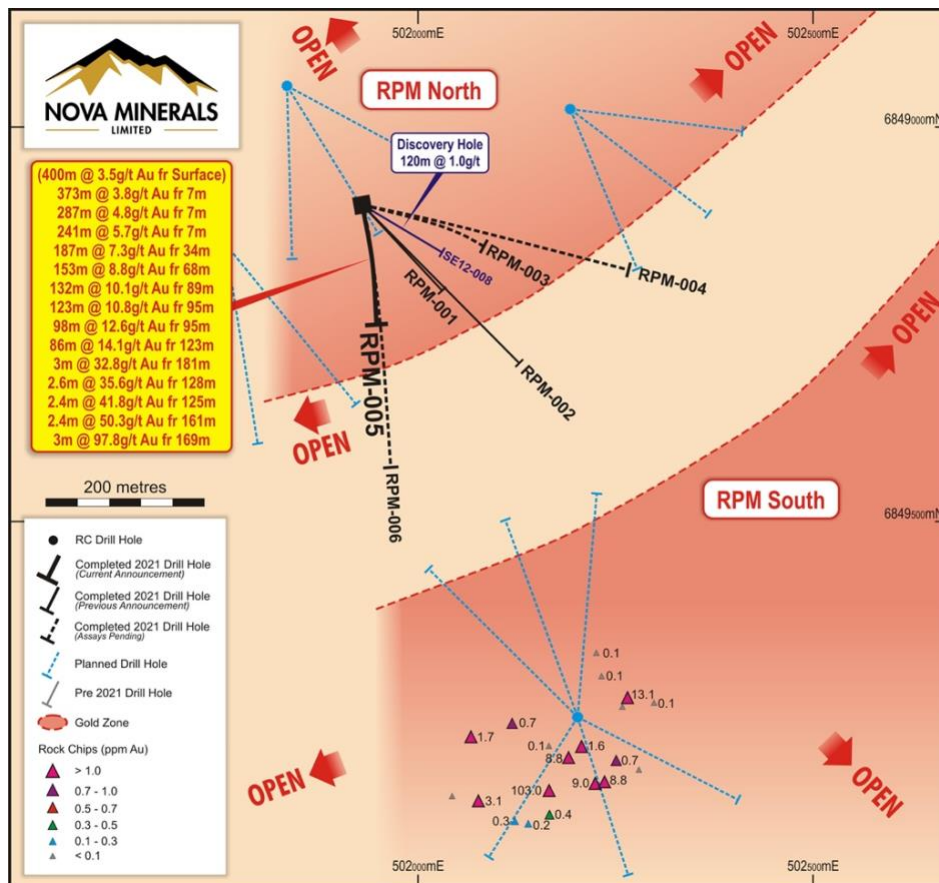 502000mE
502500mE
OPEN
OPEN
NOVA MINERALS
LIMITED
RPM North
6849000mN
Discovery Hole
120m @ 1.0g/t
(400m @ 3.5g/t Au fr Surface)
373m @ 3.8g/t Au fr 7m
287m @ 4.8g/t Au fr 7m
241m @ 5.7g/t Au fr 7m
187m @ 7.3g/t Au fr 34m
153m @ 8.8g/t Au fr 68m
132m @ 10.1g/t Au fr 89m
123m @ 10.8g/t Au fr 95m
98m @ 12.6g/t Au fr 95m
86m @ 14.1g/t Au fr 123m
3m @ 32.8g/t Au fr 181m
2.6m @ 35.6g/t Au fr 128m
2.4m @ 41.8g/t Au fr 125m
2.4m @ 50.3g/t Au fr 161m
3m @ 97.8g/t Au fr 169m
SE12-008
RPM-003
RPM-004
RPM-001
RPM-002
RPM-005
RPM-006
OPEN
OPEN
200 metres
RPM South
6849500mN
RC Drill Hole
Completed 2021 Drill Hole
(Current Announcement)
Completed 2021 Drill Hole
(Previous Announcement)
Completed 2021 Drill Hole
(Assays Pending)
Planned Drill Hole
Pre 2021 Drill Hole
Gold Zone
Rock Chips (ppm Au)
> 1.0
0.7 - 1.0
0.5 - 0.7
0.3 - 0.5
0.1 - 0.3
< 0.1
0.1
0.1
13.1
0.1
0.7
1.7
0.1
1.6
8.8
0.7
9.0
8.8
103.0
3.1
0.4
0.3
0.2
OPEN
OPEN
502000mE
502500mE